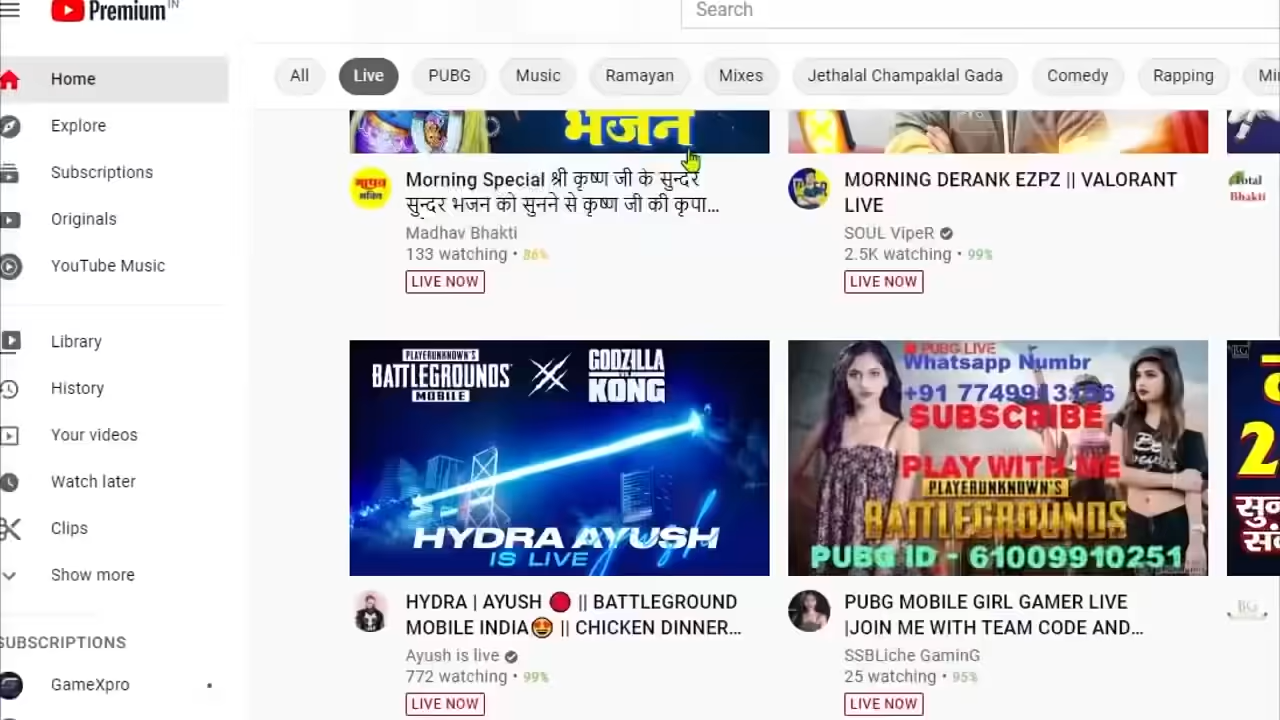 Premium IN
Search
Home
Explore
Subscriptions
Originals
YouTube Music
Library
History
Your videos
Watch later
Clips
Show more
SUBSCRIPTIONS
GameXpro
All
Live
PUBG
Music
Ramayan
Mixes
Jethalal Champaklal Gada
Comedy
Rapping
भजन
Morning Special श्री कृष्ण जी के सुन्दर
सुन्दर भजन को सुनने से कृष्ण जी की कृपा...
Madhav Bhakti
133 watching • 86%
LIVE NOW
MORNING DERANK EZPZ || VALORANT
LIVE
SOUL VipeR
2.5K watching • 99%
LIVE NOW
Total
Bhakti
PLAYERUNKNOWN'S
BATTLEGROUNDS
MOBILE
GODZILLA
KONG
HYDRA AYUSH
IS LIVE
HYDRA | AYUSH 🔴 || BATTLEGROUND
MOBILE INDIA🤩 || CHICKEN DINNER...
Ayush is live
772 watching • 99%
LIVE NOW
PUBG LIVE
Whatsapp Numbr
+91
SUBSCRIBE
PLAY WITH ME
PLAYERUNKNOWN'S
BATTLEGROUNDS
PUBG ID - 61009910251
PUBG MOBILE GIRL GAMER LIVE
|JOIN ME WITH TEAM CODE AND...
SSBLiche GaminG
25 watching • 95%
LIVE NOW
BG